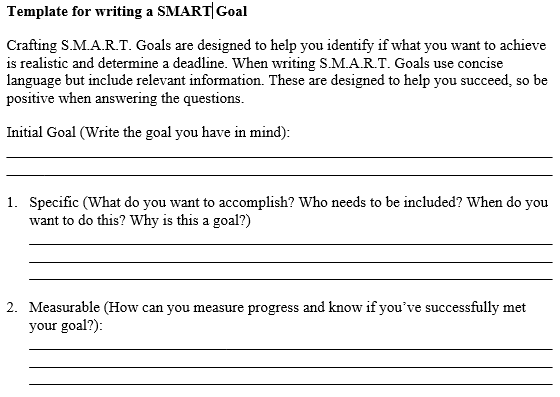 Template for writing a SMART Goal
Crafting S.M.A.R.T. Goals are designed to help you identify if what you want to achieve
is realistic and determine a deadline. When writing S.M.A.R.T. Goals use concise
language but include relevant information. These are designed to help you succeed, so be
positive when answering the questions.
Initial Goal (Write the goal you have in mind):
1. Specific (What do you want to accomplish? Who needs to be included? When do you
want to do this? Why is this a goal?)
2. Measurable (How can you measure progress and know if you’ve successfully met
your goal?):